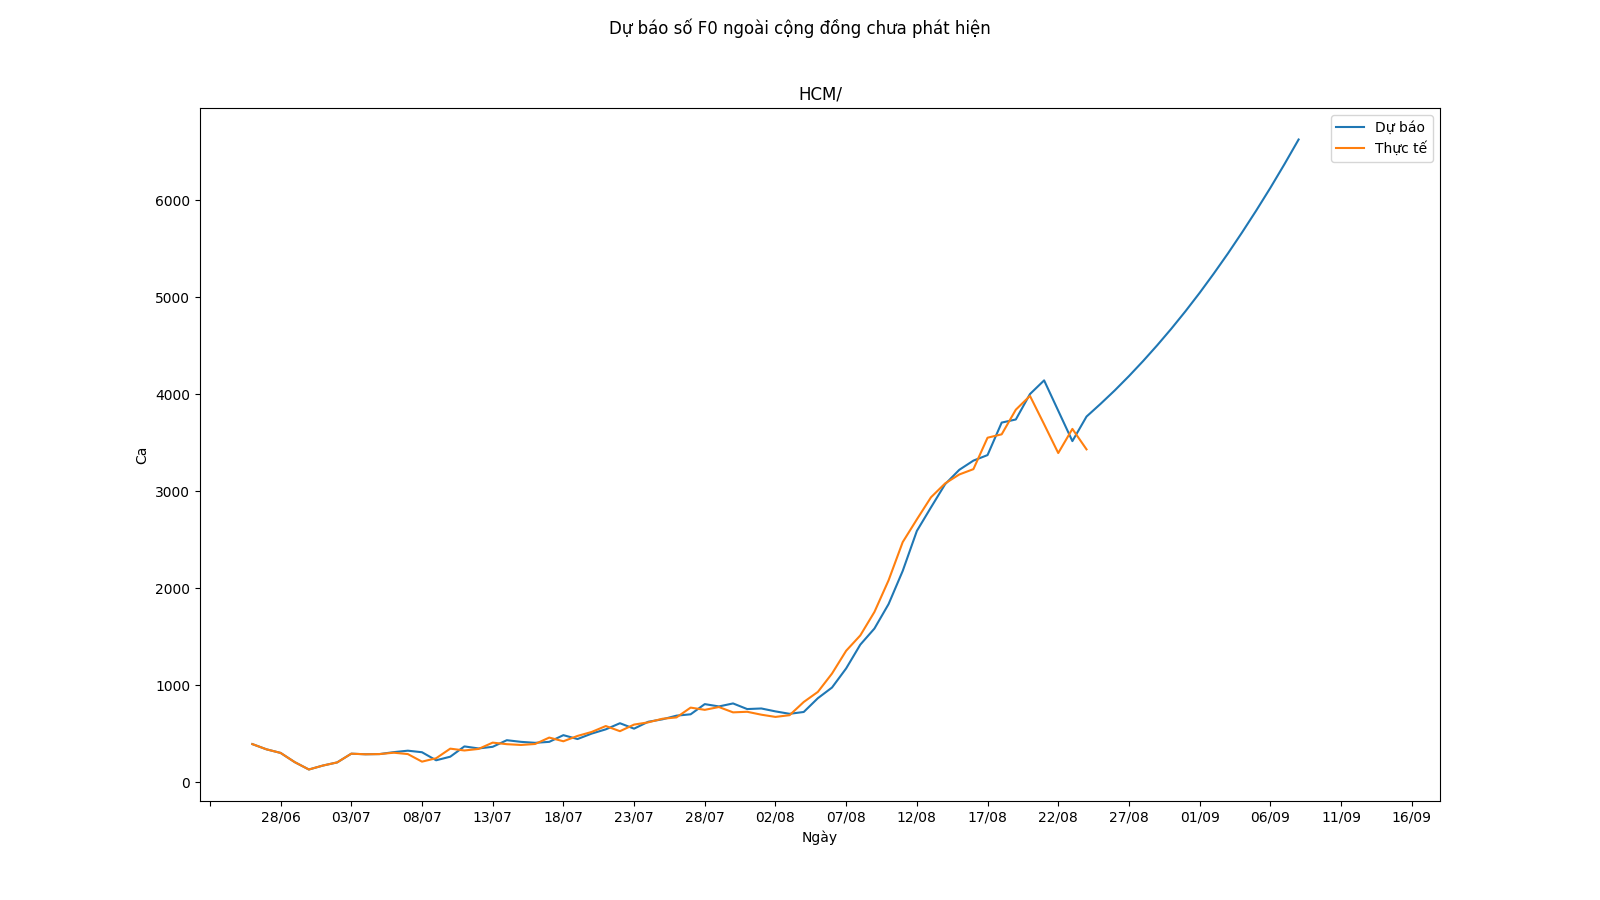 Dự báo số F0 ngoài cộng đồng chưa phát hiện
HCM/
Dự báo
Thực tế
6000
5000
4000
3000
2000
1000
0
Ca
28/06 03/07 08/07 13/07 18/07 23/07 28/07 02/08 07/08 12/08 17/08 22/08 27/08 01/09 06/09 11/09 16/09
Ngày